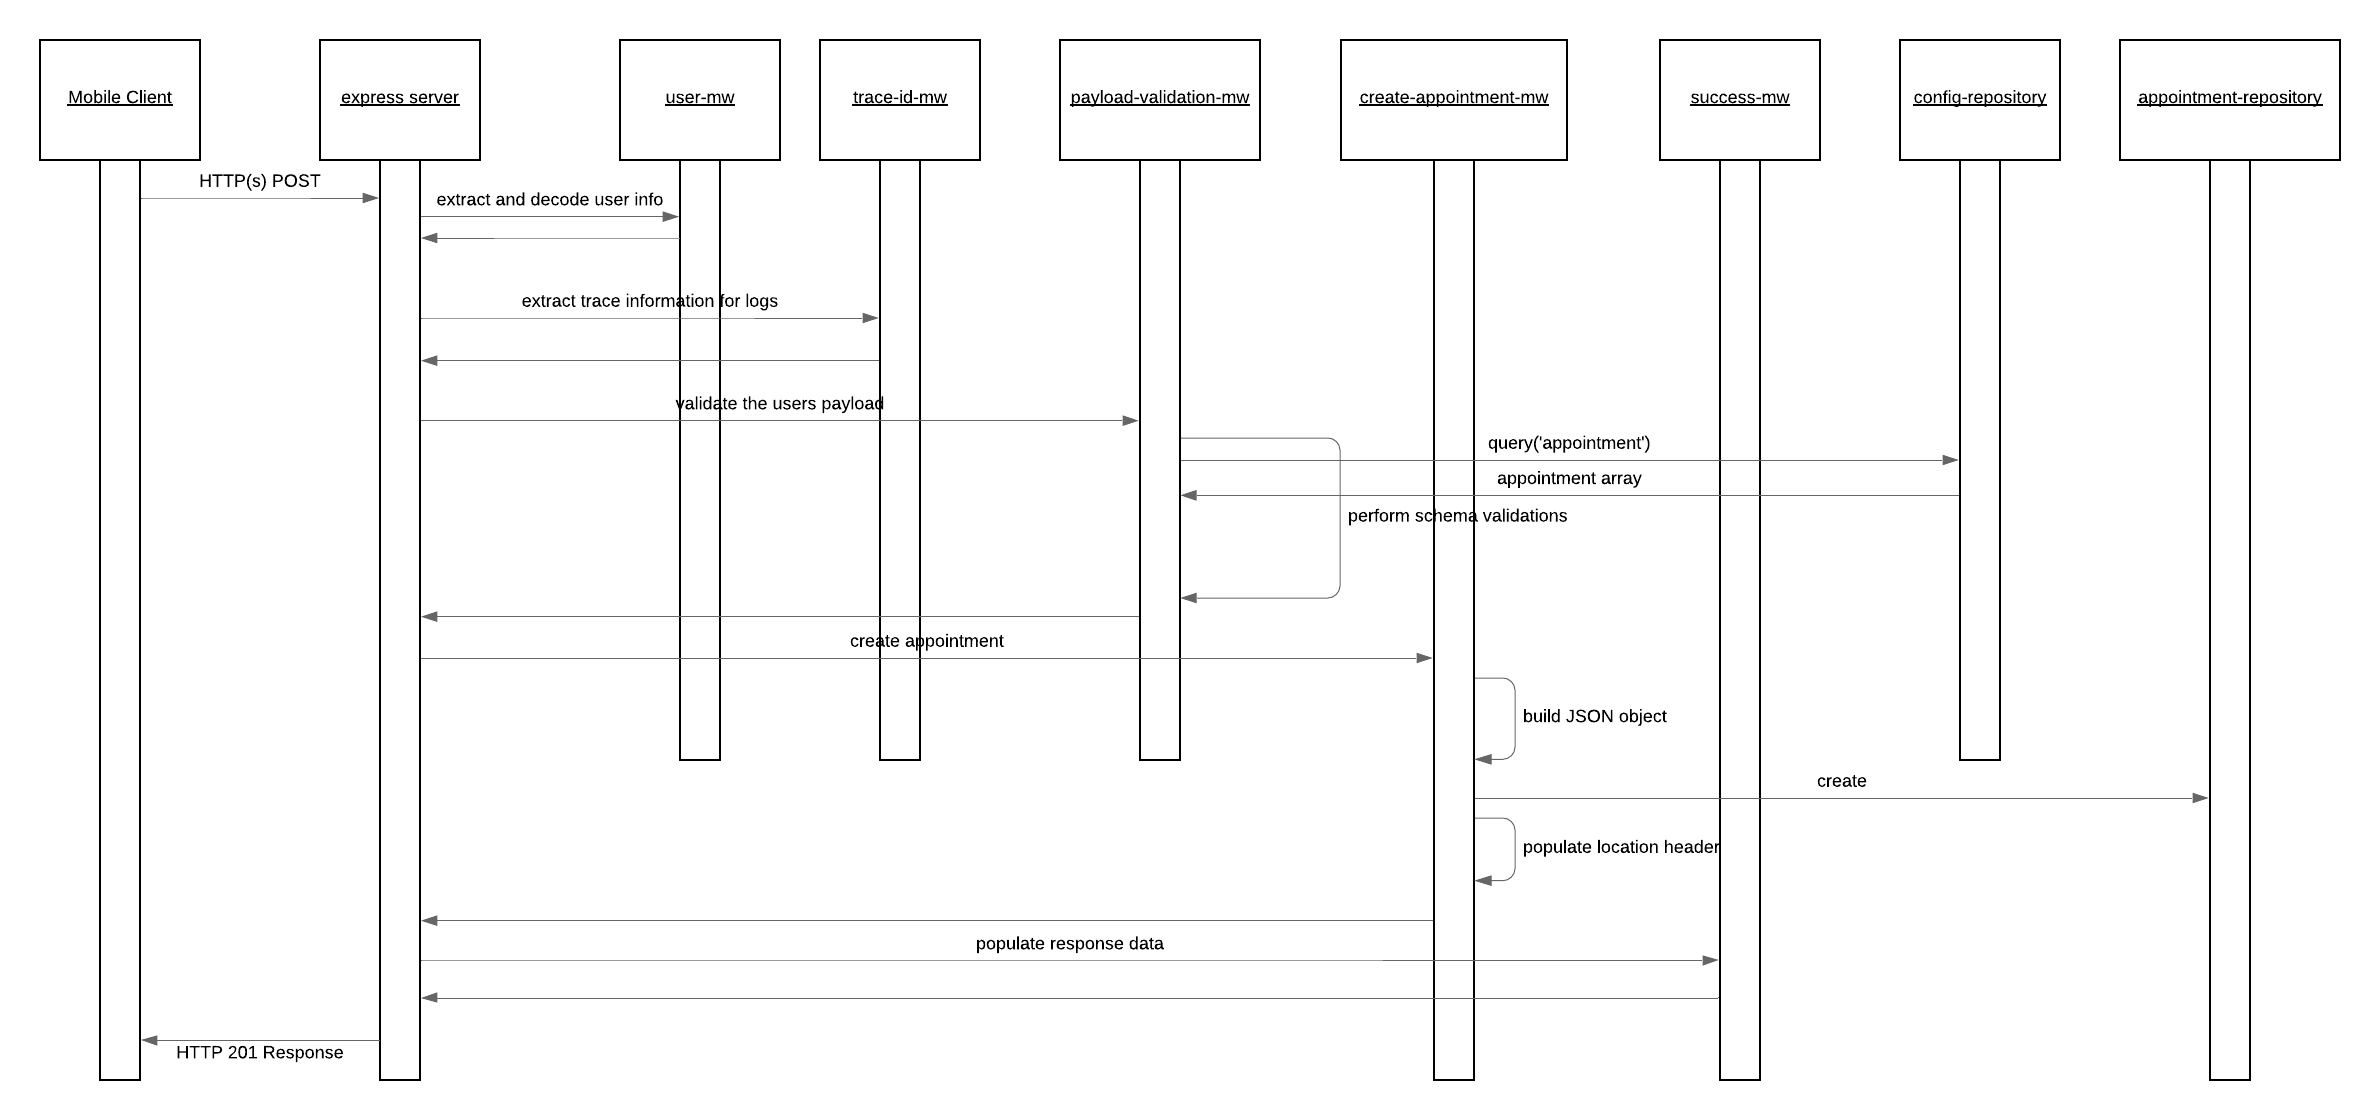 Mobile Client
express server
user-mw
trace-id-mw
payload-validation-mw
create-appointment-mw
success-mw
config-repository
appointment-repository
HTTP(s) POST
extract and decode user info
extract trace information for logs
validate the users payload
query('appointment')
appointment array
perform schema validations
create appointment
build JSON object
create
populate location header
populate response data
HTTP 201 Response